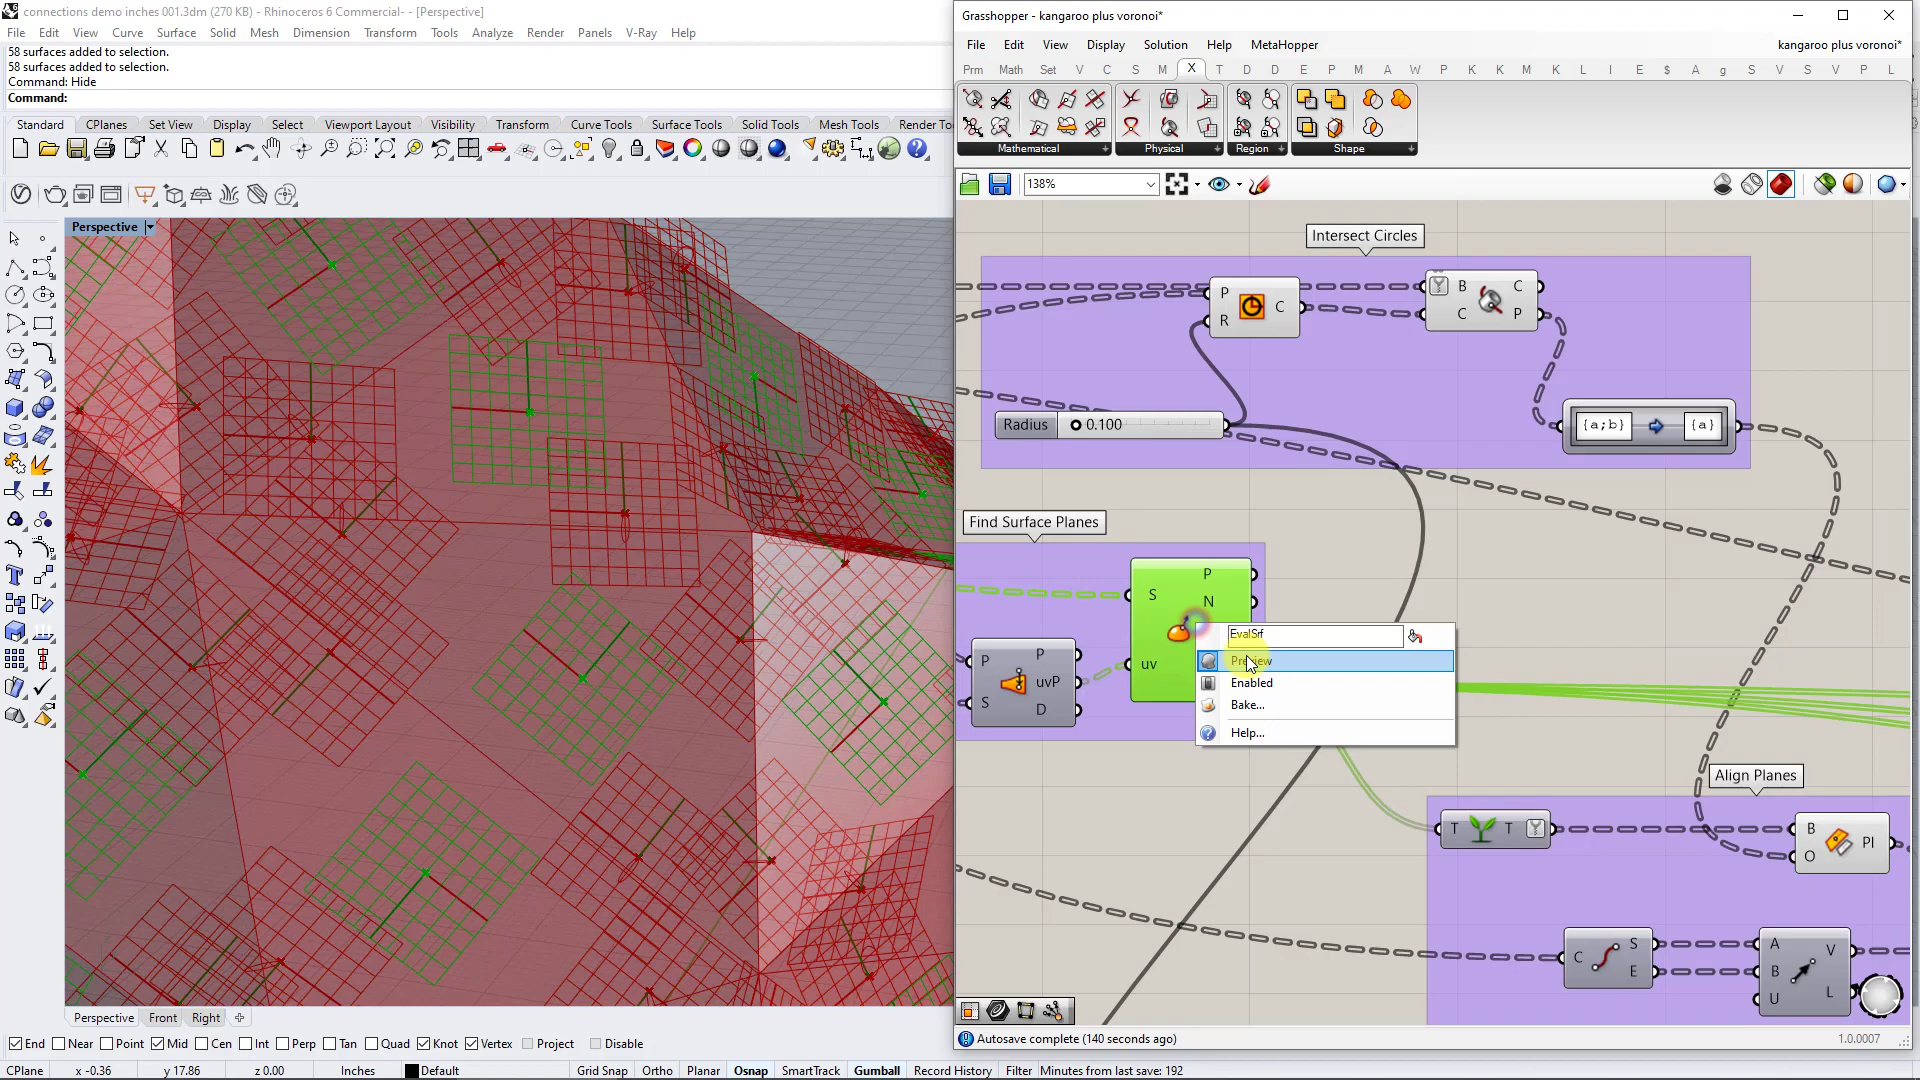 connections demo inches 001.3dm (270 KB) - Rhinoceros 6 Commercial- - [Perspective]
File Edit View Curve Surface Solid Mesh Dimension Transform Tools Analyze Render Panels V-Ray Help
58 surfaces added to selection.
58 surfaces added to selection.
Command: Hide
Command:
Standard CPlanes Set View Display Select Viewport Layout Visibility Transform Curve Tools Surface Tools Solid Tools Mesh Tools Render To
Perspective
Perspective Front Right
End Near Point Mid Cen Int Perp Tan Quad Knot Vertex Project Disable
CPlane x -0.36 y 17.86 z 0.00 Inches Default Grid Snap Ortho Planar Osnap SmartTrack Gumball Record History Filter Minutes from last save: 192
Grasshopper - kangaroo plus voronoi*
File Edit View Display Solution Help MetaHopper kangaroo plus voronoi*
Prm Math Set V C S M X T D D E P M A W P K K M K L I E $ A g S V S V P L
Mathematical Physical Region Shape
138%
Intersect Circles
P R C
B C C P
Radius 0.100
{a;b} {a}
Find Surface Planes
S uv P N
P S P uvP D
EvalSrf
Preview
Enabled
Bake...
Help...
Align Planes
T T
B O Pl
C S E
A B U V L
Autosave complete (140 seconds ago) 1.0.0007